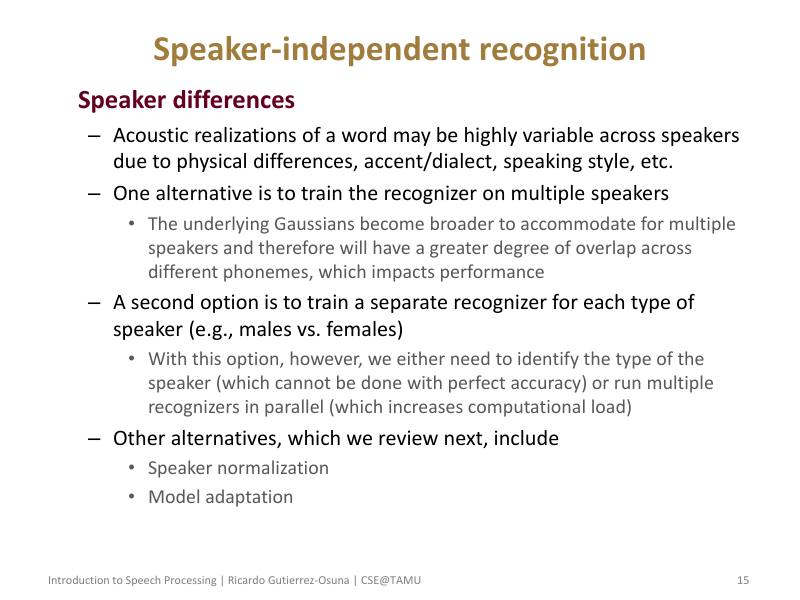 Speaker-independent recognition
Speaker differences
– Acoustic realizations of a word may be highly variable across speakers
due to physical differences, accent/dialect, speaking style, etc.
– One alternative is to train the recognizer on multiple speakers
• The underlying Gaussians become broader to accommodate for multiple
speakers and therefore will have a greater degree of overlap across
different phonemes, which impacts performance
– A second option is to train a separate recognizer for each type of
speaker (e.g., males vs. females)
• With this option, however, we either need to identify the type of the
speaker (which cannot be done with perfect accuracy) or run multiple
recognizers in parallel (which increases computational load)
– Other alternatives, which we review next, include
• Speaker normalization
• Model adaptation
Introduction to Speech Processing | Ricardo Gutierrez-Osuna | CSE@TAMU 15